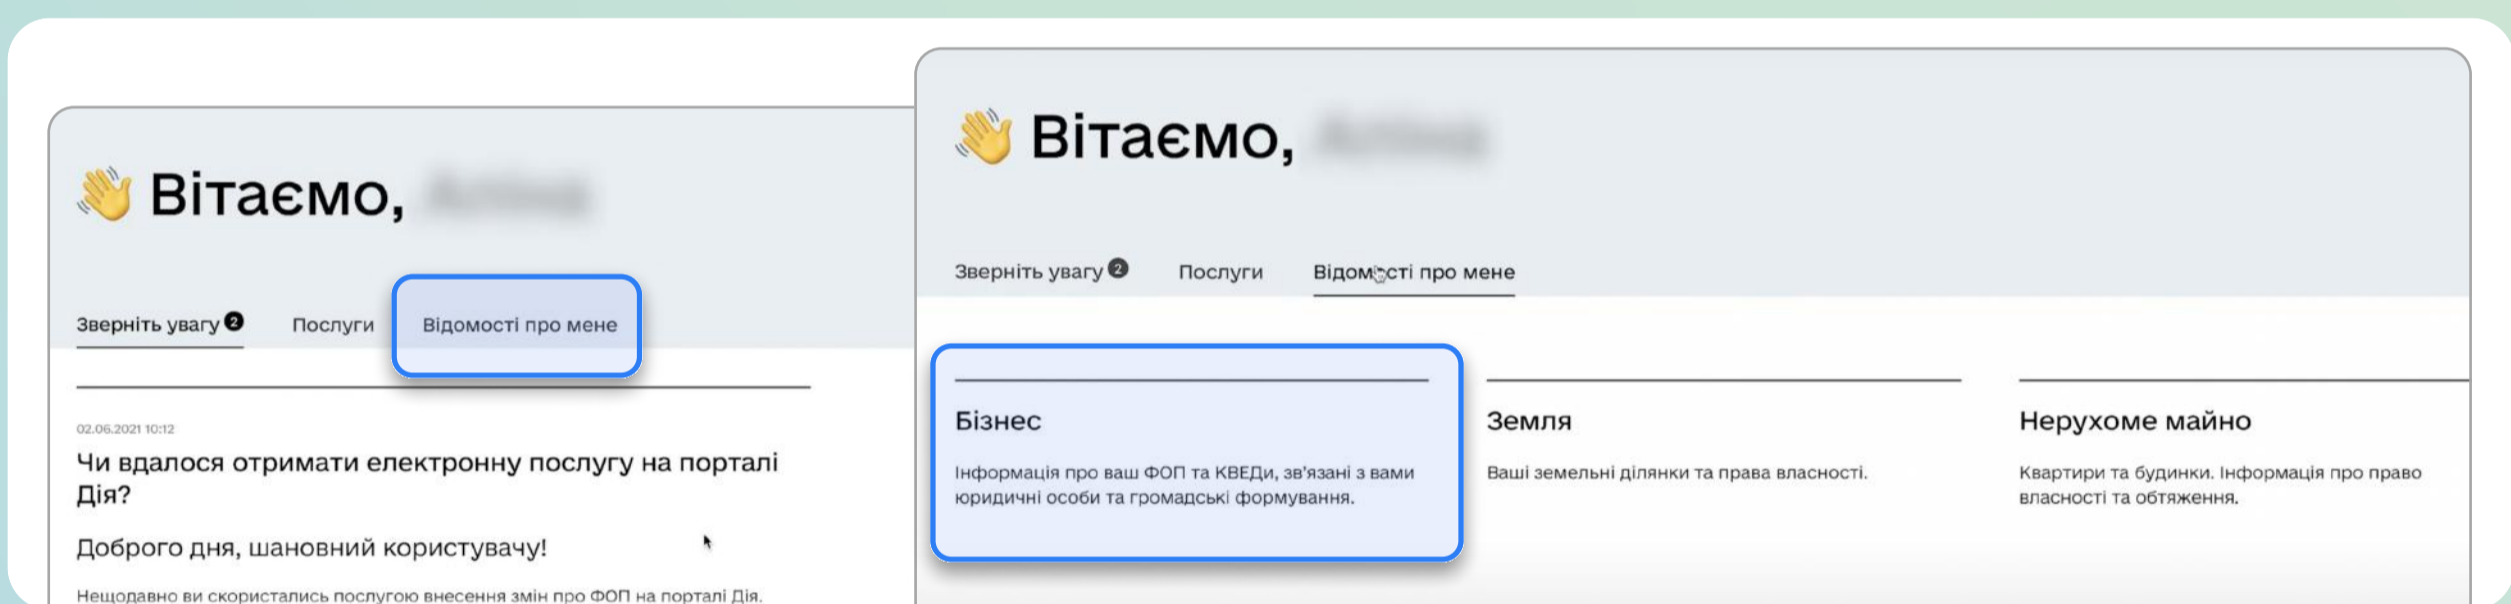 Вітаємо,
Зверніть увагу 2 Послуги Відомості про мене
02.06.2021 10:12
Чи вдалося отримати електронну послугу на порталі
Дія?
Доброго дня, шановний користувачу!
Нещодавно ви скористались послугою внесення змін про ФОП на порталі Дія.
Вітаємо,
Зверніть увагу 2 Послуги Відомості про мене
Бізнес
Інформація про ваш ФОП та КВЕДи, зв'язані з вами
юридичні особи та громадські формування.
Земля
Ваші земельні ділянки та права власності.
Нерухоме майно
Квартири та будинки. Інформація про право
власності та обтяження.